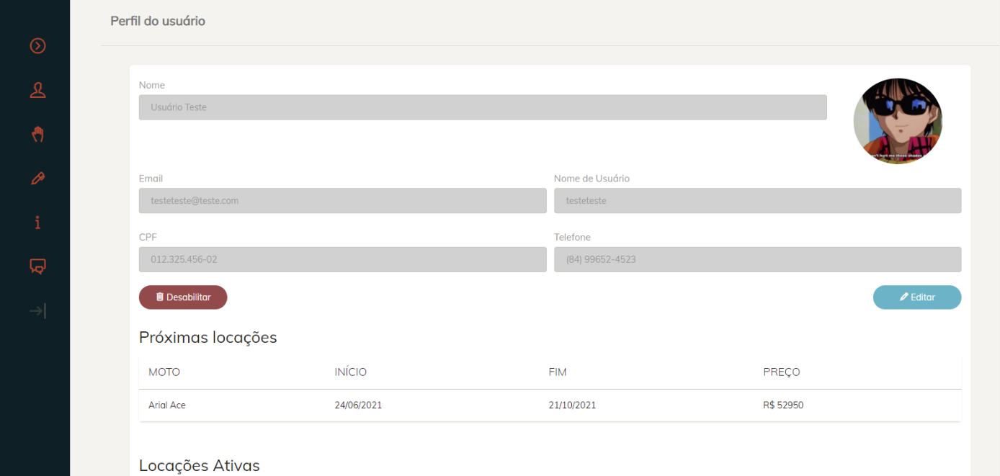 Perfil do usuário
Nome
Usuário Teste
Email
Nome de Usuário
testeteste@teste.com
testeteste
CPF
Telefone
012.325.456-02
(84) 99652-4523
Desabilitar
Editar
Próximas locações
MOTO INÍCIO FIM PREÇO
Arial Ace 24/06/2021 21/10/2021 R$ 52950
Locações Ativas